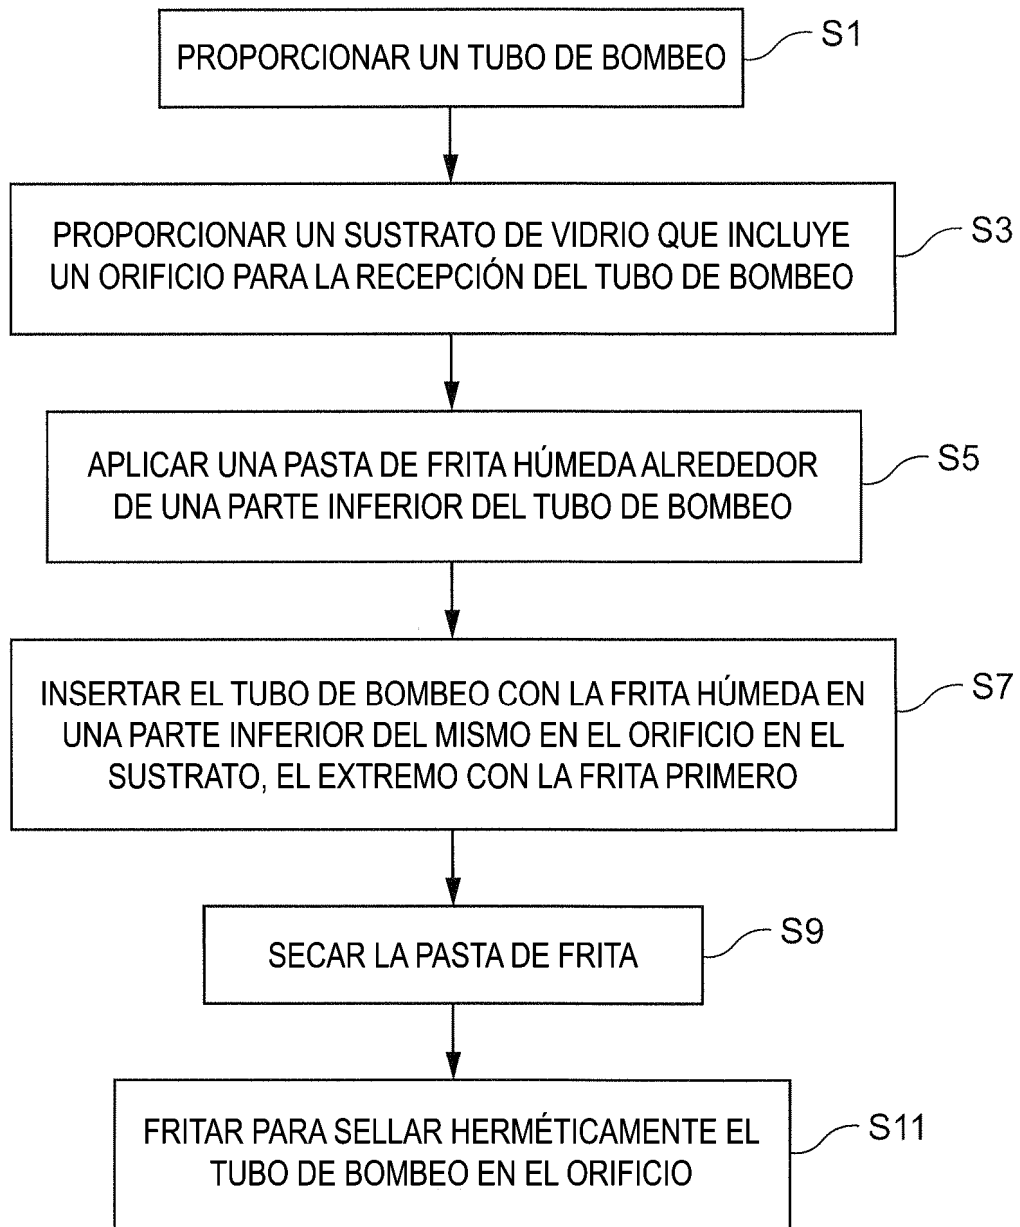 PROPORCIONAR UN TUBO DE BOMBEO
S1
PROPORCIONAR UN SUSTRATO DE VIDRIO QUE INCLUYE
UN ORIFICIO PARA LA RECEPCIÓN DEL TUBO DE BOMBEO
S3
APLICAR UNA PASTA DE FRITA HÚMEDA ALREDEDOR
DE UNA PARTE INFERIOR DEL TUBO DE BOMBEO
S5
INSERTAR EL TUBO DE BOMBEO CON LA FRITA HÚMEDA EN
UNA PARTE INFERIOR DEL MISMO EN EL ORIFICIO EN EL
SUSTRATO, EL EXTREMO CON LA FRITA PRIMERO
S7
SECAR LA PASTA DE FRITA
S9
FRITAR PARA SELLAR HERMÉTICAMENTE EL
TUBO DE BOMBEO EN EL ORIFICIO
S11